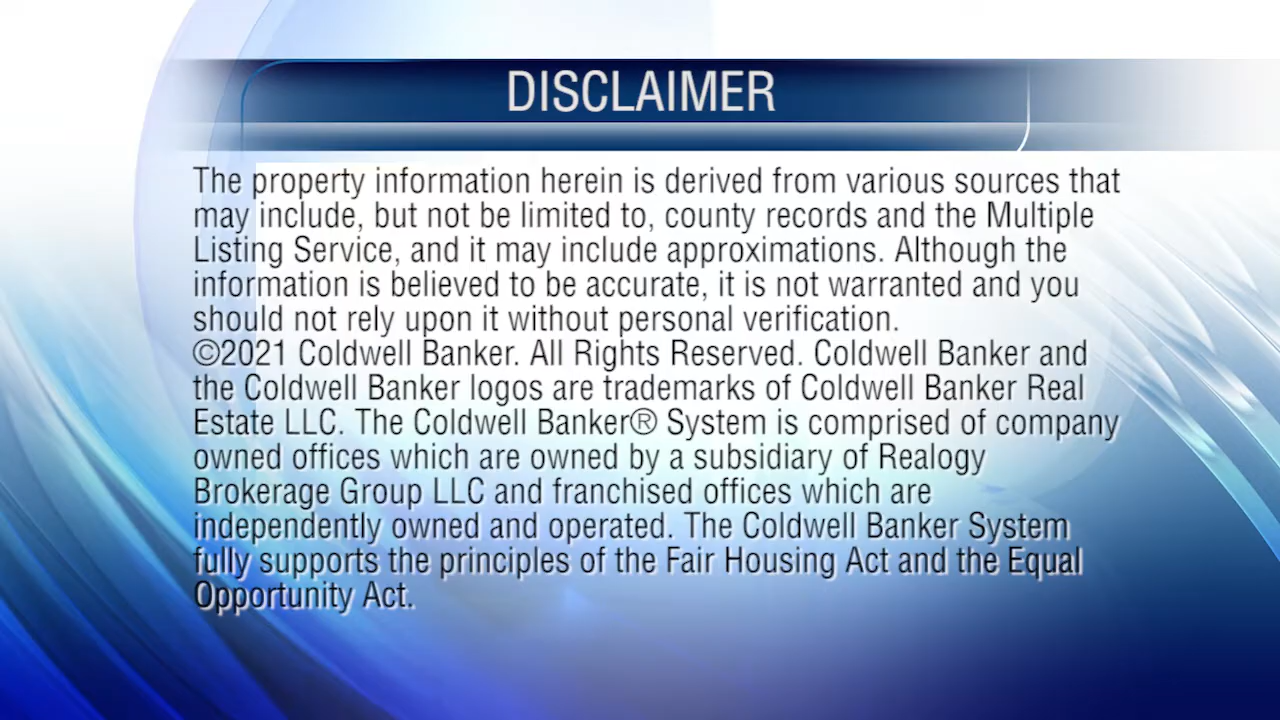 DISCLAIMER
The property information herein is derived from various sources that
may include, but not be limited to, county records and the Multiple
Listing Service, and it may include approximations. Although the
information is believed to be accurate, it is not warranted and you
should not rely upon it without personal verification.
©2021 Coldwell Banker. All Rights Reserved. Coldwell Banker and
the Coldwell Banker logos are trademarks of Coldwell Banker Real
Estate LLC. The Coldwell Banker® System is comprised of company
owned offices which are owned by a subsidiary of Realogy
Brokerage Group LLC and franchised offices which are
independently owned and operated. The Coldwell Banker System
fully supports the principles of the Fair Housing Act and the Equal
Opportunity Act.